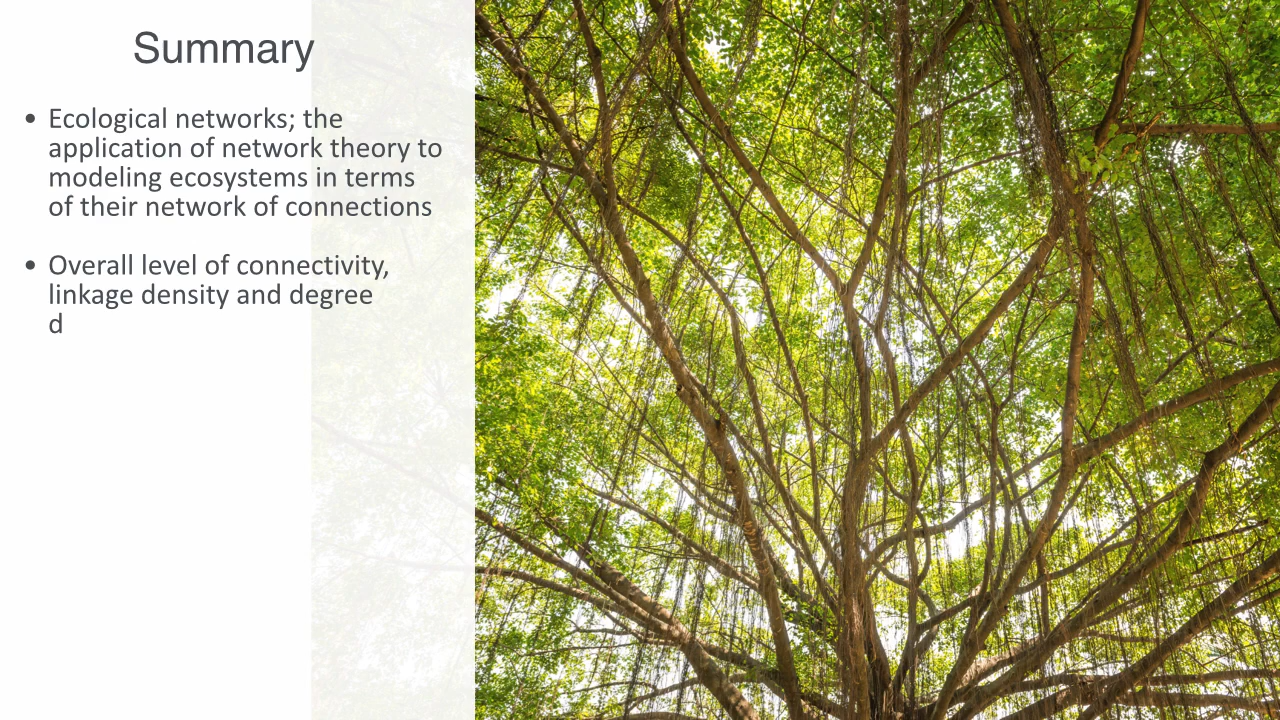 Summary
• Ecological networks; the
application of network theory to
modeling ecosystems in terms
of their network of connections
• Overall level of connectivity,
linkage density and degree
d